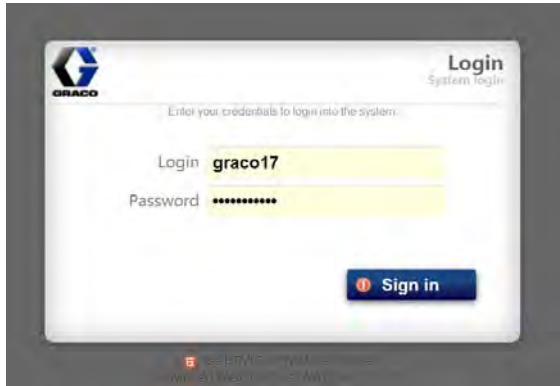 GRACO
Login
System login
Enter your credentials to login into the system.
Login graco17
Password •••••••••••
Sign in